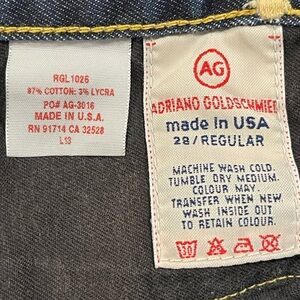 RGL1026
97% COTTON: 3% LYCRA
PO# AG-3016
MADE IN U.S.A.
RN 91714 CA 32528
L13
AG
ADRIANO GOLDSCHMIED
made in USA
28/REGULAR
MACHINE WASH COLD.
TUMBLE DRY MEDIUM.
COLOUR MAY
TRANSFER WHEN NEW.
WASH INSIDE OUT
TO RETAIN COLOUR.